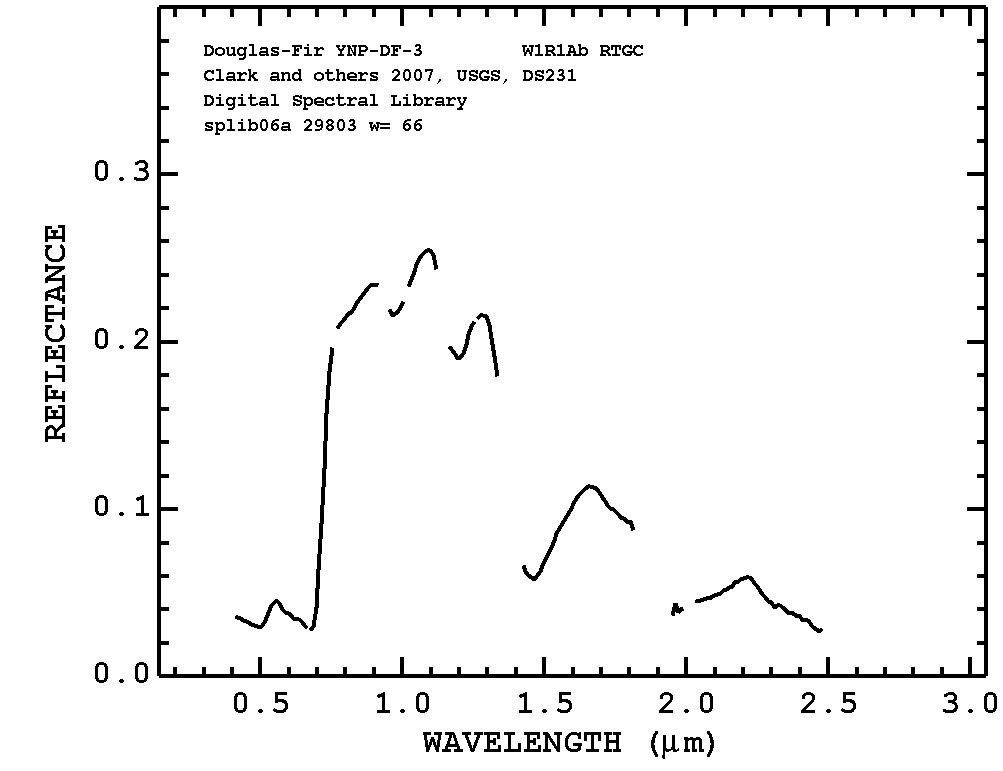 Douglas-Fir YNP-DF-3 W1R1Ab RTGC
Clark and others 2007, USGS, DS231
Digital Spectral Library
splib06a 29803 w= 66
REFLECTANCE
0.3
0.2
0.1
0.0
0.5 1.0 1.5 2.0 2.5 3.0
WAVELENGTH (μm)